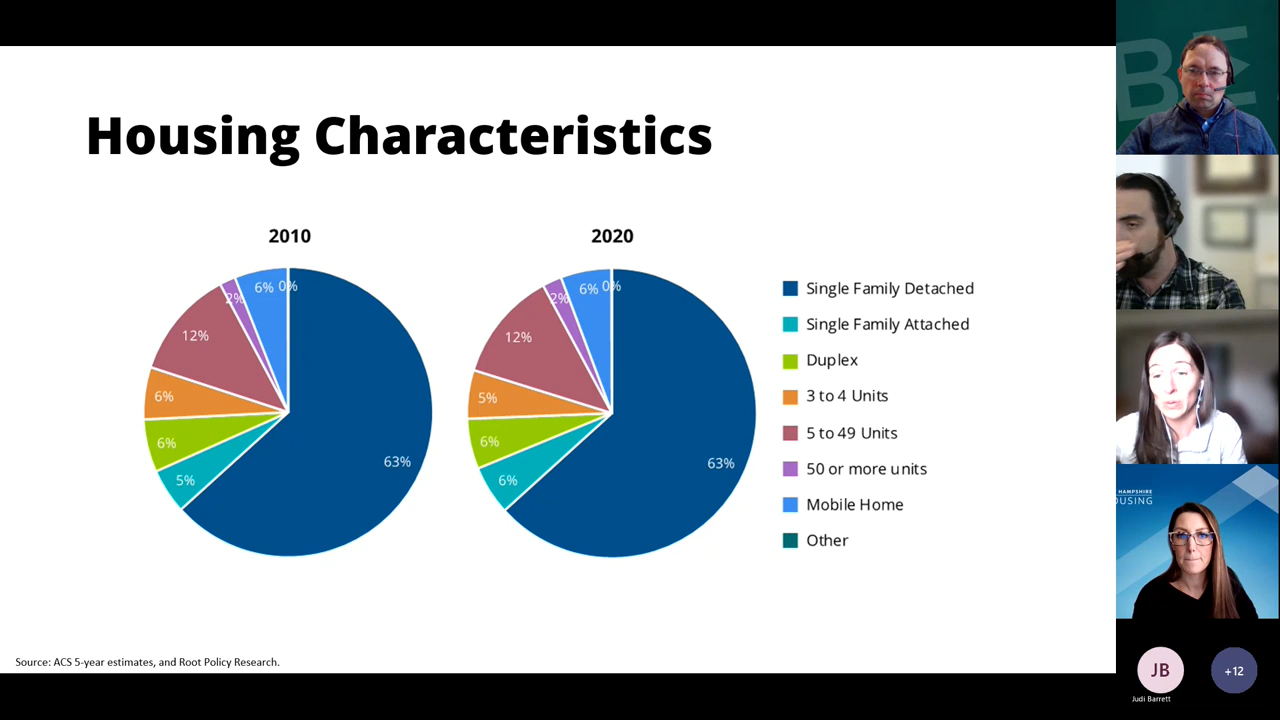 Housing Characteristics
2010
2020
6%
0%
2%
12%
6%
6%
5%
63%
6%
0%
2%
12%
5%
6%
6%
63%
Single Family Detached
Single Family Attached
Duplex
3 to 4 Units
5 to 49 Units
50 or more units
Mobile Home
Other
Source: ACS 5-year estimates, and Root Policy Research.
BE
HAMPSHIRE
OUSING
JB
+12
Judi Barrett